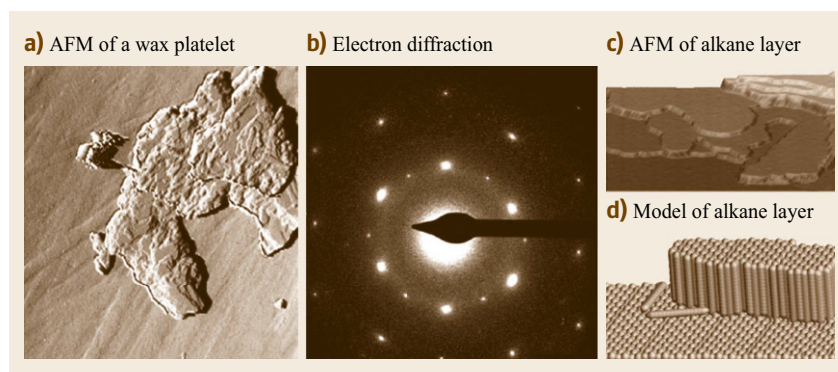 a) AFM of a wax platelet
b) Electron diffraction
c) AFM of alkane layer
d) Model of alkane layer